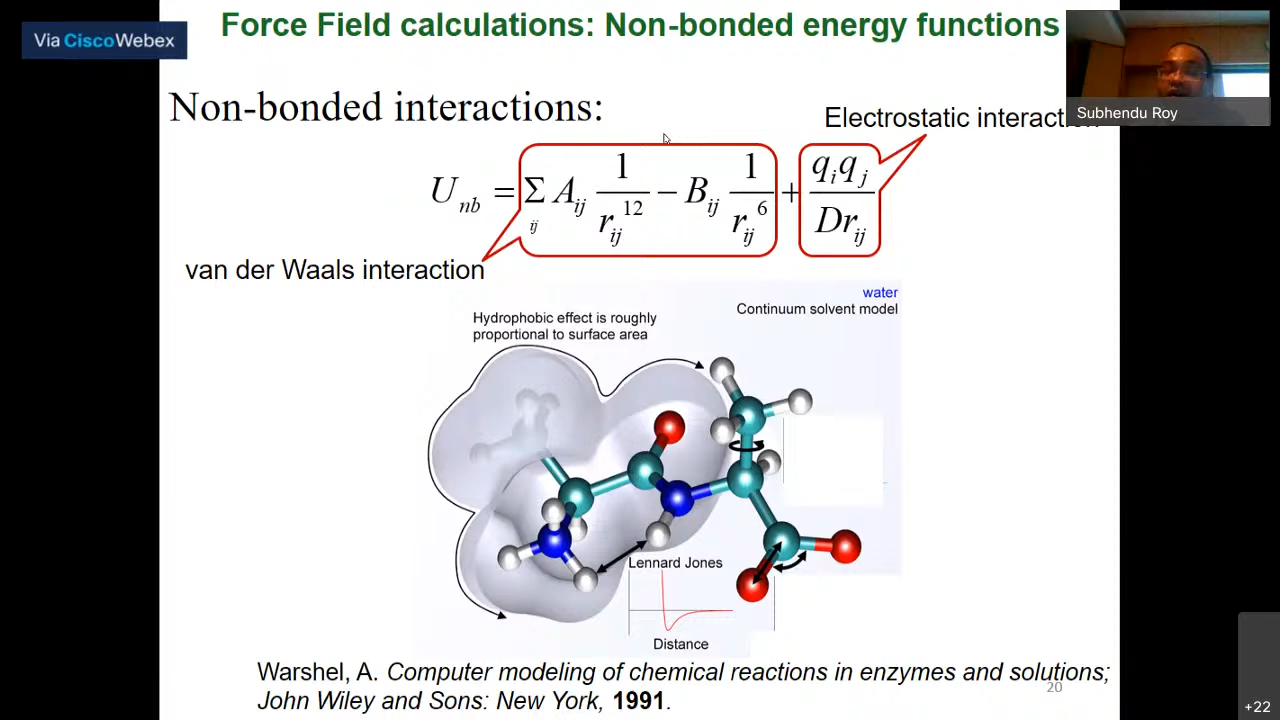 Via Cisco Webex
Force Field calculations: Non-bonded energy functions
Subhendu Roy
Non-bonded interactions:
Electrostatic interaction
U_nb = Σ_ij A_ij 1/r_ij^12 − B_ij 1/r_ij^6 + q_i q_j / D r_ij
van der Waals interaction
water
Continuum solvent model
Hydrophobic effect is roughly
proportional to surface area
Lennard Jones
Distance
Warshel, A. Computer modeling of chemical reactions in enzymes and solutions;
John Wiley and Sons: New York, 1991.
20
+22